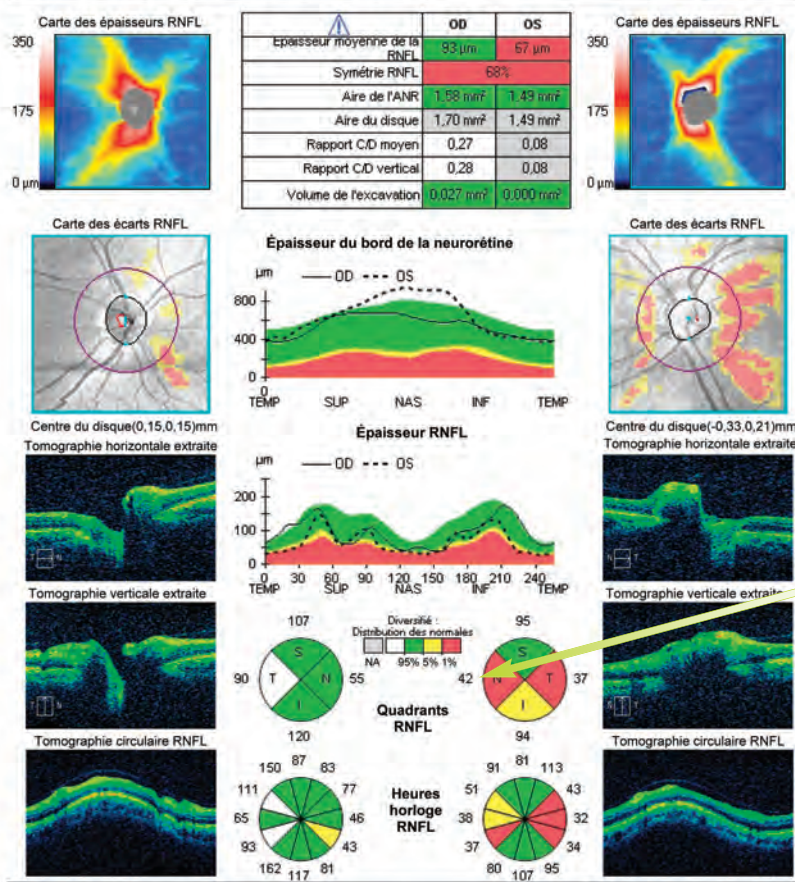 Carte des épaisseurs RNFL
350
175
0 µm
OD OS
Epaisseur moyenne de la RNFL 93 µm 67 µm
Symétrie RNFL 68%
Aire de l'ANR 1,58 mm² 1,49 mm²
Aire du disque 1,70 mm² 1,49 mm²
Rapport C/D moyen 0,27 0,08
Rapport C/D vertical 0,28 0,08
Volume de l'excavation 0,027 mm² 0,000 mm²
Carte des épaisseurs RNFL
350
175
0 µm
Carte des écarts RNFL
Centre du disque(0,15,0,15)mm
Épaisseur du bord de la neurorétine
µm OD OS
800
400
0
0
TEMP SUP NAS INF TEMP
Carte des écarts RNFL
Centre du disque(-0,33,0,21)mm
Tomographie horizontale extraite
T N
Épaisseur RNFL
µm OD OS
200
100
0
0 30 60 90 120 150 180 210 240
TEMP SUP NAS INF TEMP
Tomographie horizontale extraite
T N
Tomographie verticale extraite
T N
107
90 T S N I 55
120
Diversifié :
Distribution des normales
NA 95% 5% 1%
Quadrants
RNFL
95
42 N S T I 37
94
Tomographie verticale extraite
T N
Tomographie circulaire RNFL
87 83 77 46 43 81 117 162 93 65 111 150
Heures
horloge
RNFL
81 113 43 32 34 95 107 80 37 38 51 91
Tomographie circulaire RNFL